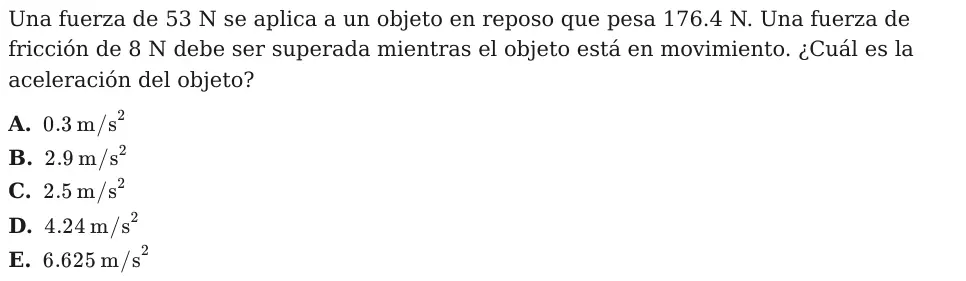 Una fuerza de 53 N se aplica a un objeto en reposo que pesa 176.4 N. Una fuerza de
fricción de 8 N debe ser superada mientras el objeto está en movimiento. ¿Cuál es la
aceleración del objeto?
A. 0.3 m/s²
B. 2.9 m/s²
C. 2.5 m/s²
D. 4.24 m/s²
E. 6.625 m/s²